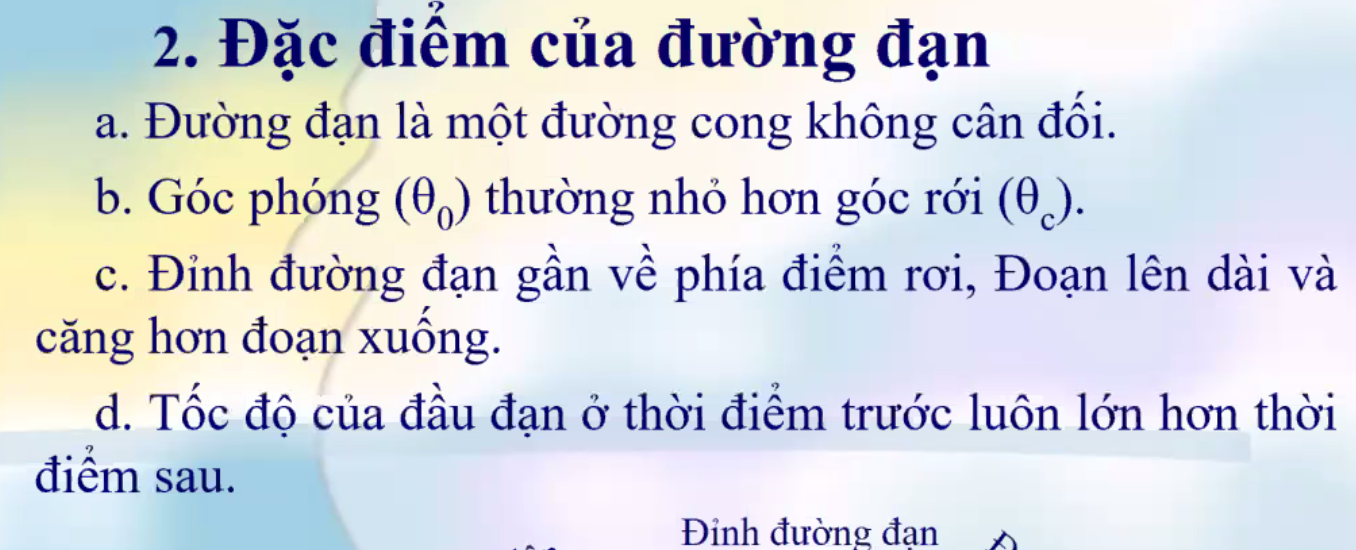 2. Đặc điểm của đường đạn
a. Đường đạn là một đường cong không cân đối.
b. Góc phóng (θ₀) thường nhỏ hơn góc rới (θc).
c. Đỉnh đường đạn gần về phía điểm rơi, Đoạn lên dài và
căng hơn đoạn xuống.
d. Tốc độ của đầu đạn ở thời điểm trước luôn lớn hơn thời
điểm sau.
Đỉnh đường đạn